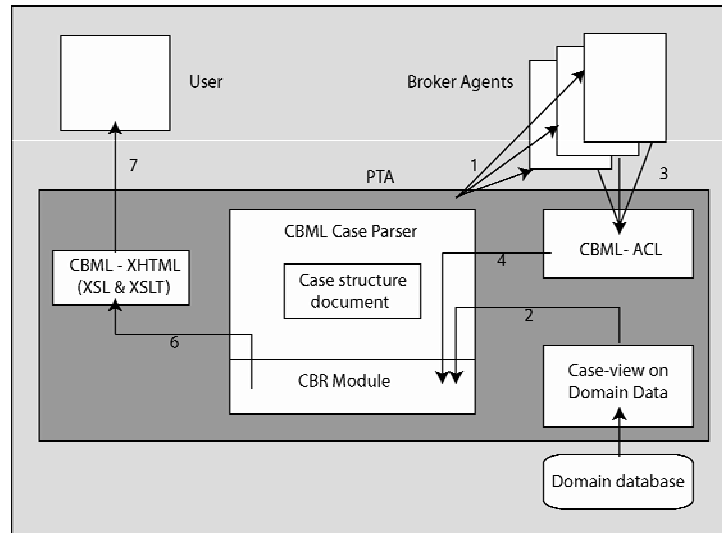 User
Broker Agents
7
1
3
PTA
CBML Case Parser
CBML - XHTML
(XSL & XSLT)
CBML- ACL
4
Case structure
document
2
6
CBR Module
Case-view on
Domain Data
Domain database